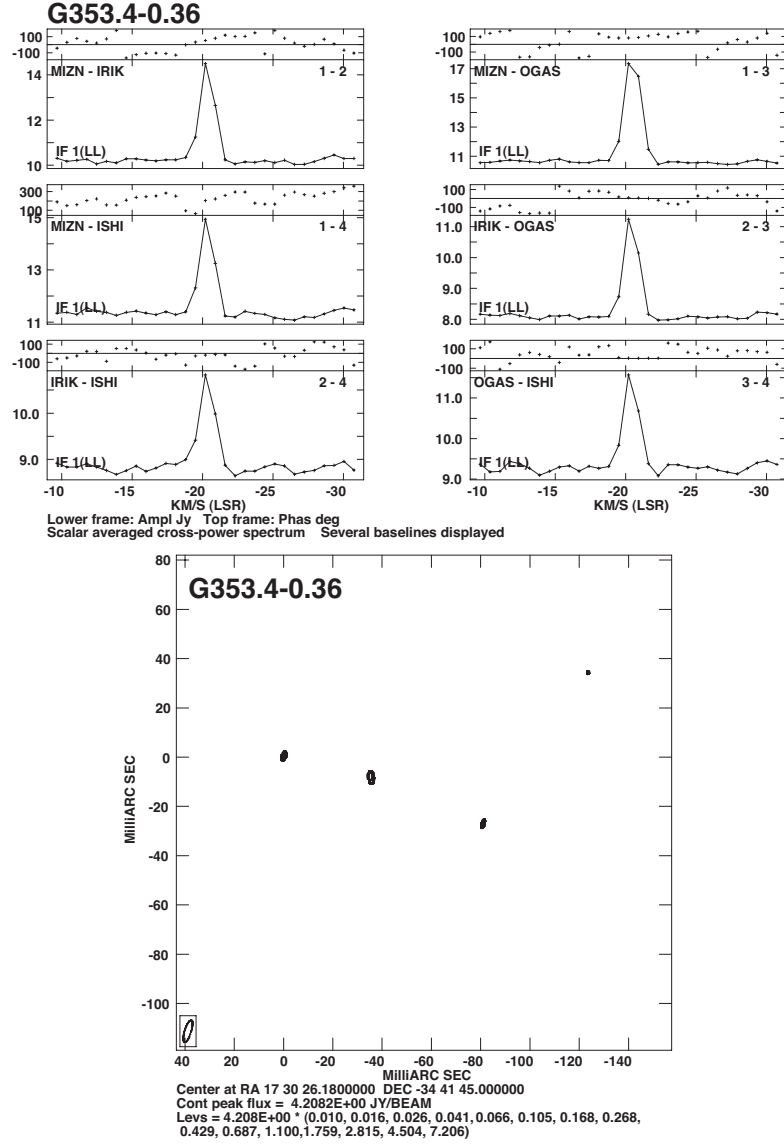 G353.4-0.36
100
-100
MIZN - IRIK 1 - 2
14
12
10
IF 1(LL)
100
-100
MIZN - OGAS 1 - 3
17
15
13
11
IF 1(LL)
300
100
MIZN - ISHI 1 - 4
15
13
11
IF 1(LL)
100
-100
IRIK - OGAS 2 - 3
11.0
10.0
9.0
8.0
IF 1(LL)
100
-100
IRIK - ISHI 2 - 4
10.0
9.0
IF 1(LL)
-10 -15 -20 -25 -30
KM/S (LSR)
100
-100
OGAS - ISHI 3 - 4
11.0
10.0
9.0
IF 1(LL)
-10 -15 -20 -25 -30
KM/S (LSR)
Lower frame: Ampl Jy Top frame: Phas deg
Scalar averaged cross-power spectrum Several baselines displayed
G353.4-0.36
MilliARC SEC
80
60
40
20
0
-20
-40
-60
-80
-100
40 20 0 -20 -40 -60 -80 -100 -120 -140
MilliARC SEC
Center at RA 17 30 26.1800000 DEC -34 41 45.000000
Cont peak flux = 4.2082E+00 JY/BEAM
Levs = 4.208E+00 * (0.010, 0.016, 0.026, 0.041,0.066, 0.105, 0.168, 0.268,
0.429, 0.687, 1.100,1.759, 2.815, 4.504, 7.206)